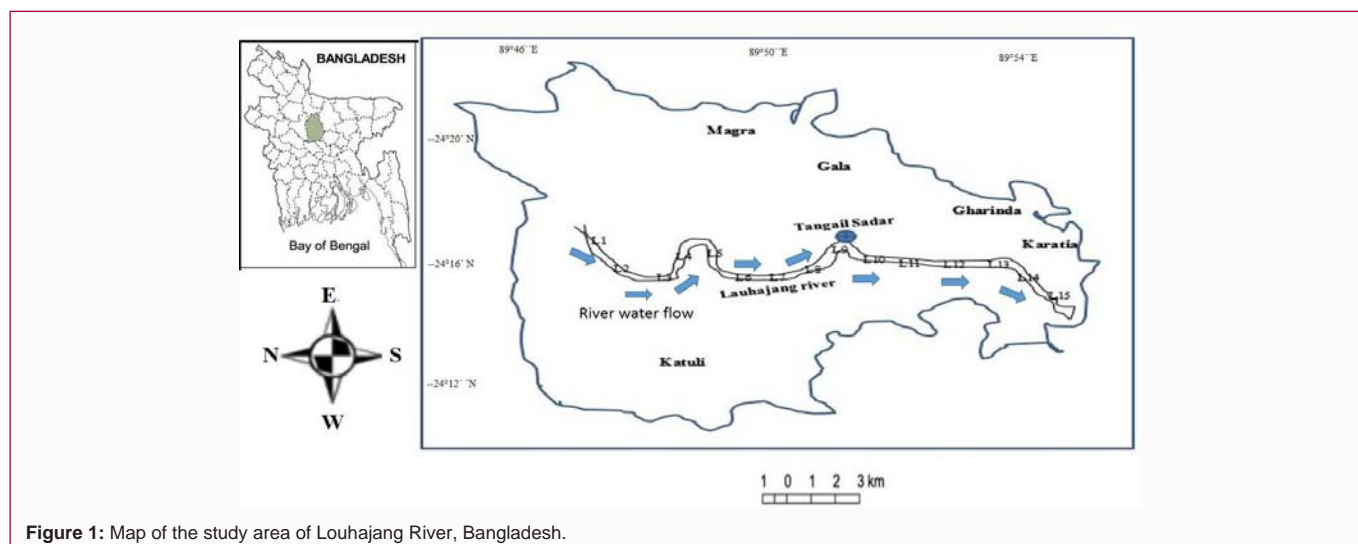 BANGLADESH
Bay of Bengal
E
N
S
W
89°46´´E
89°50´´E
89°54´´E
--24°20´´N
--24°16´´N
--24°12´´N
Magra
Gala
Gharinda
Karatia
Tangail Sadar
L1
L2
L3
L4
L5
L6
L7
L8
L9
L10
L11
L12
L13
L14
L15
Lauhajang river
River water flow
Katuli
1 0 1 2 3 km
Figure 1: Map of the study area of Louhajang River, Bangladesh.